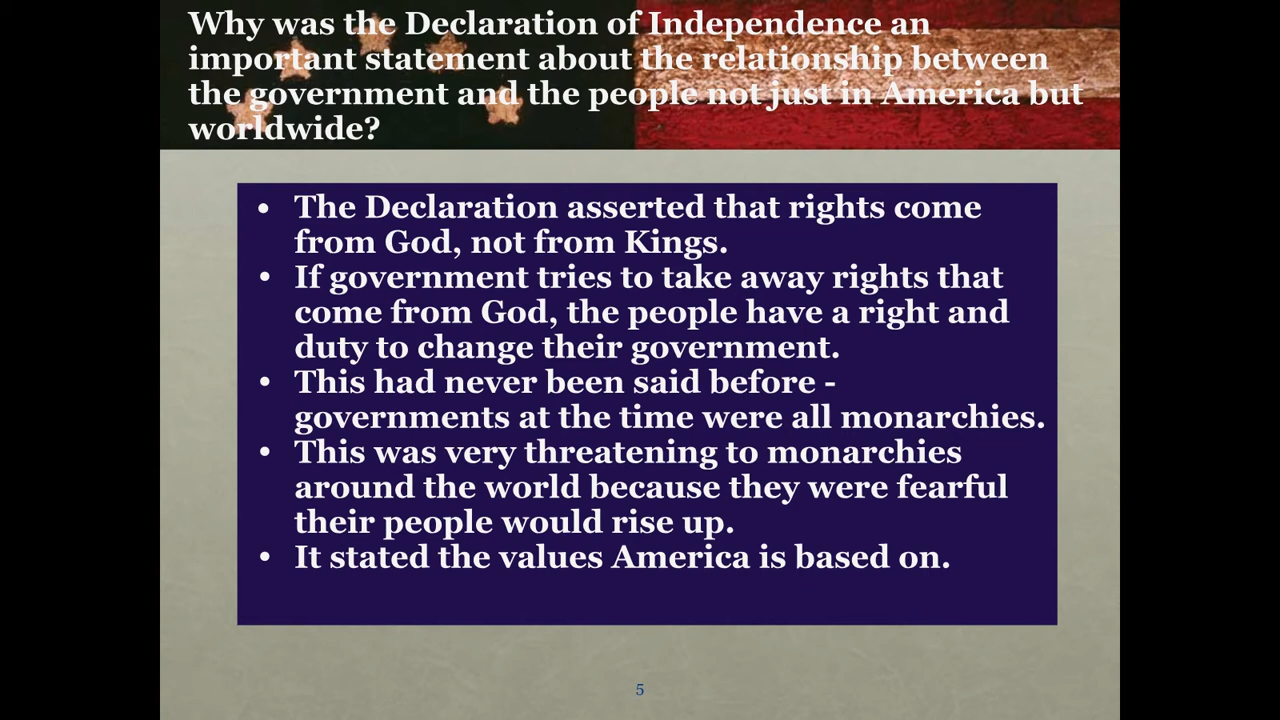 Why was the Declaration of Independence an
important statement about the relationship between
the government and the people not just in America but
worldwide?
• The Declaration asserted that rights come
from God, not from Kings.
• If government tries to take away rights that
come from God, the people have a right and
duty to change their government.
• This had never been said before -
governments at the time were all monarchies.
• This was very threatening to monarchies
around the world because they were fearful
their people would rise up.
• It stated the values America is based on.
5